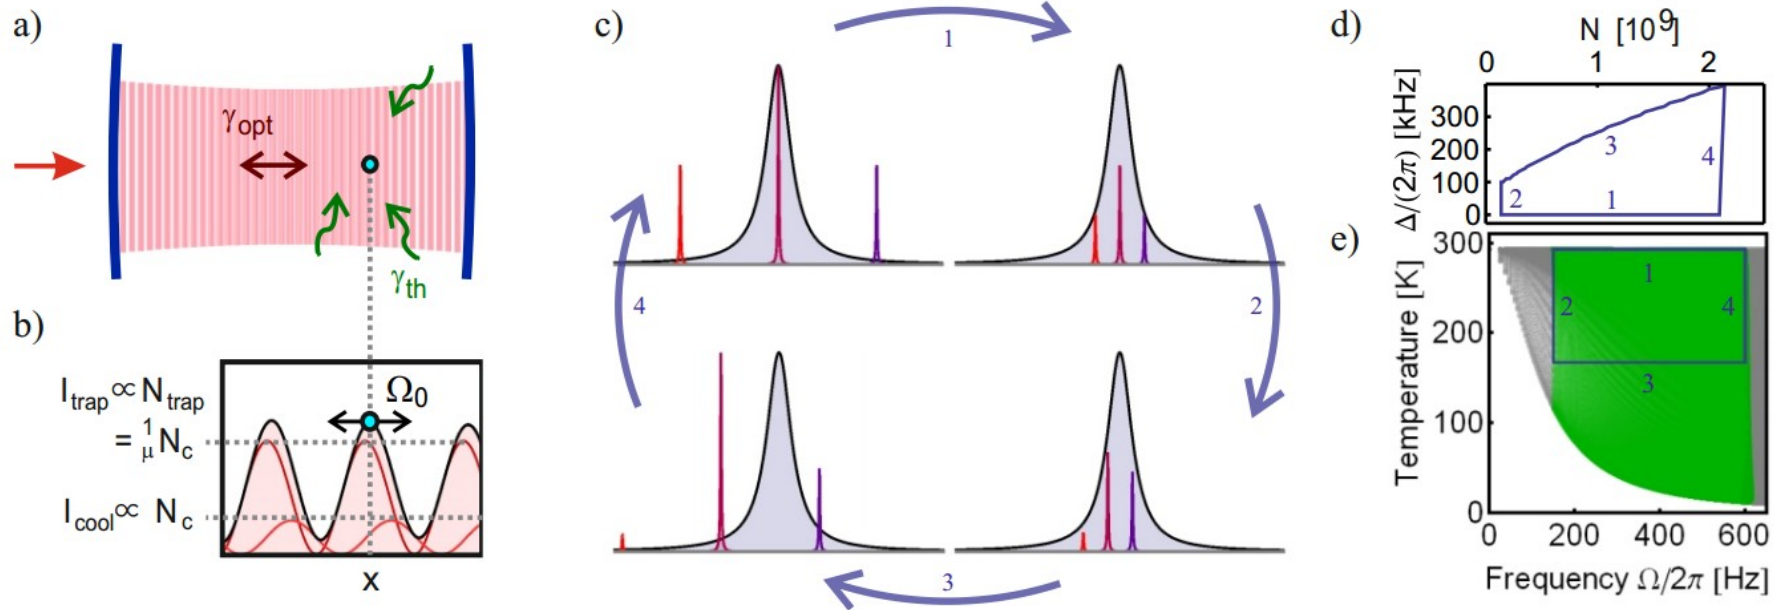 a)
γopt
γth
b)
Itrap ∝ Ntrap
= 1/μ Nc
Icool ∝ Nc
Ω0
x
c)
1
2
3
4
d)
N [10^9]
0 1 2
Δ/(2π) [kHz]
300
200
100
0
1
2
3
4
e)
Temperature [K]
300
200
100
0
1
2
3
4
0 200 400 600
Frequency Ω/2π [Hz]